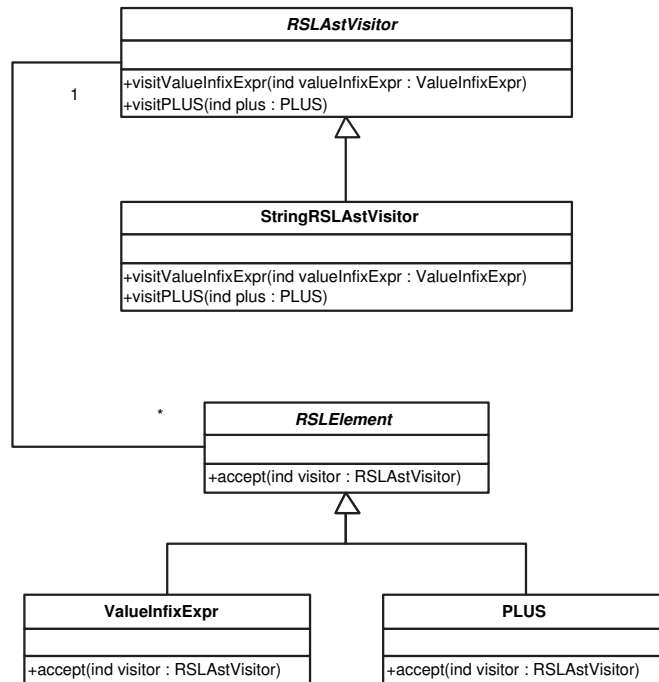 RSLAstVisitor
+visitValueInfixExpr(ind valueInfixExpr : ValueInfixExpr)
+visitPLUS(ind plus : PLUS)
1
StringRSLAstVisitor
+visitValueInfixExpr(ind valueInfixExpr : ValueInfixExpr)
+visitPLUS(ind plus : PLUS)
*
RSLElement
+accept(ind visitor : RSLAstVisitor)
ValueInfixExpr
+accept(ind visitor : RSLAstVisitor)
PLUS
+accept(ind visitor : RSLAstVisitor)